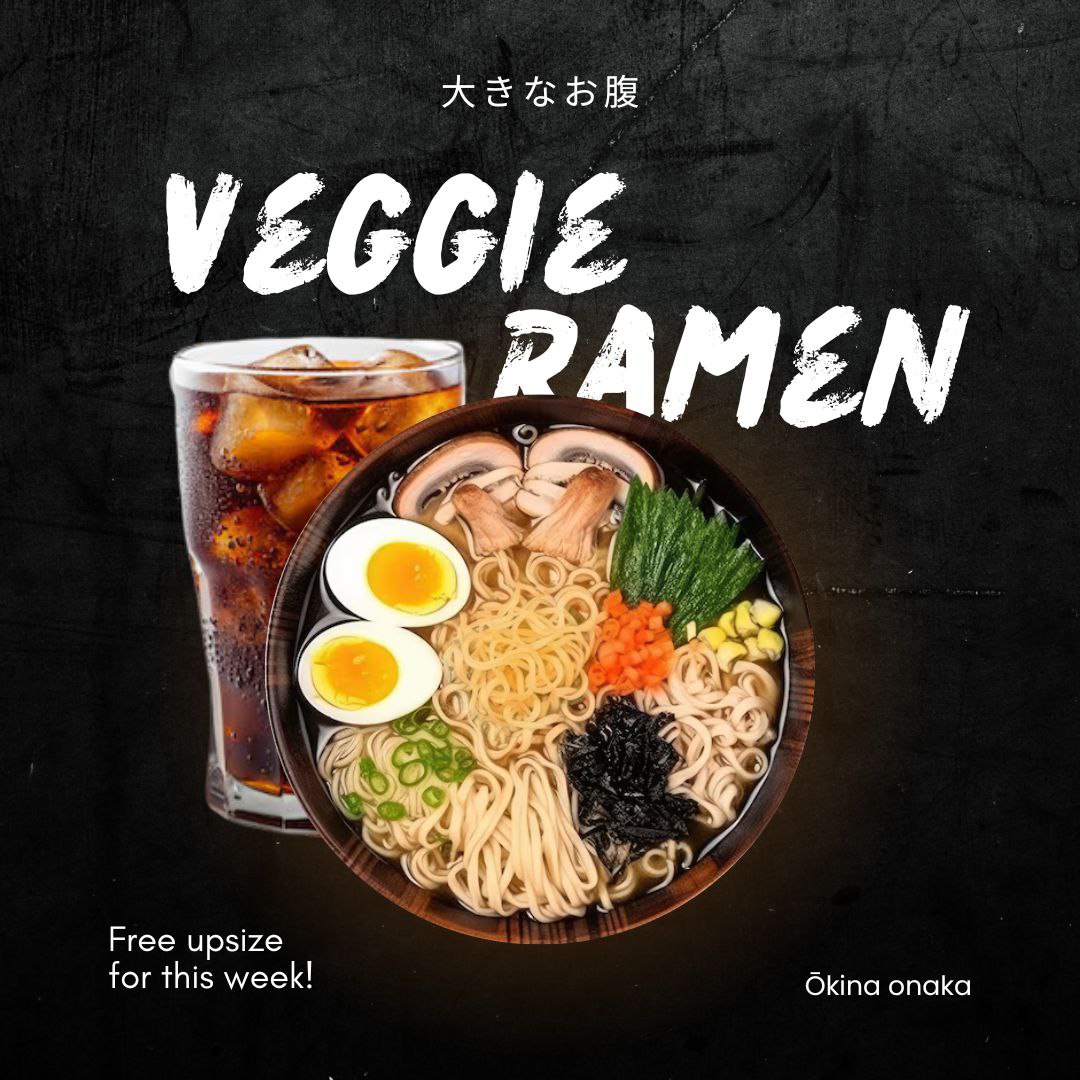 大きなお腹
VEGGIE
RAMEN
Free upsize
for this week!
Ōkina onaka